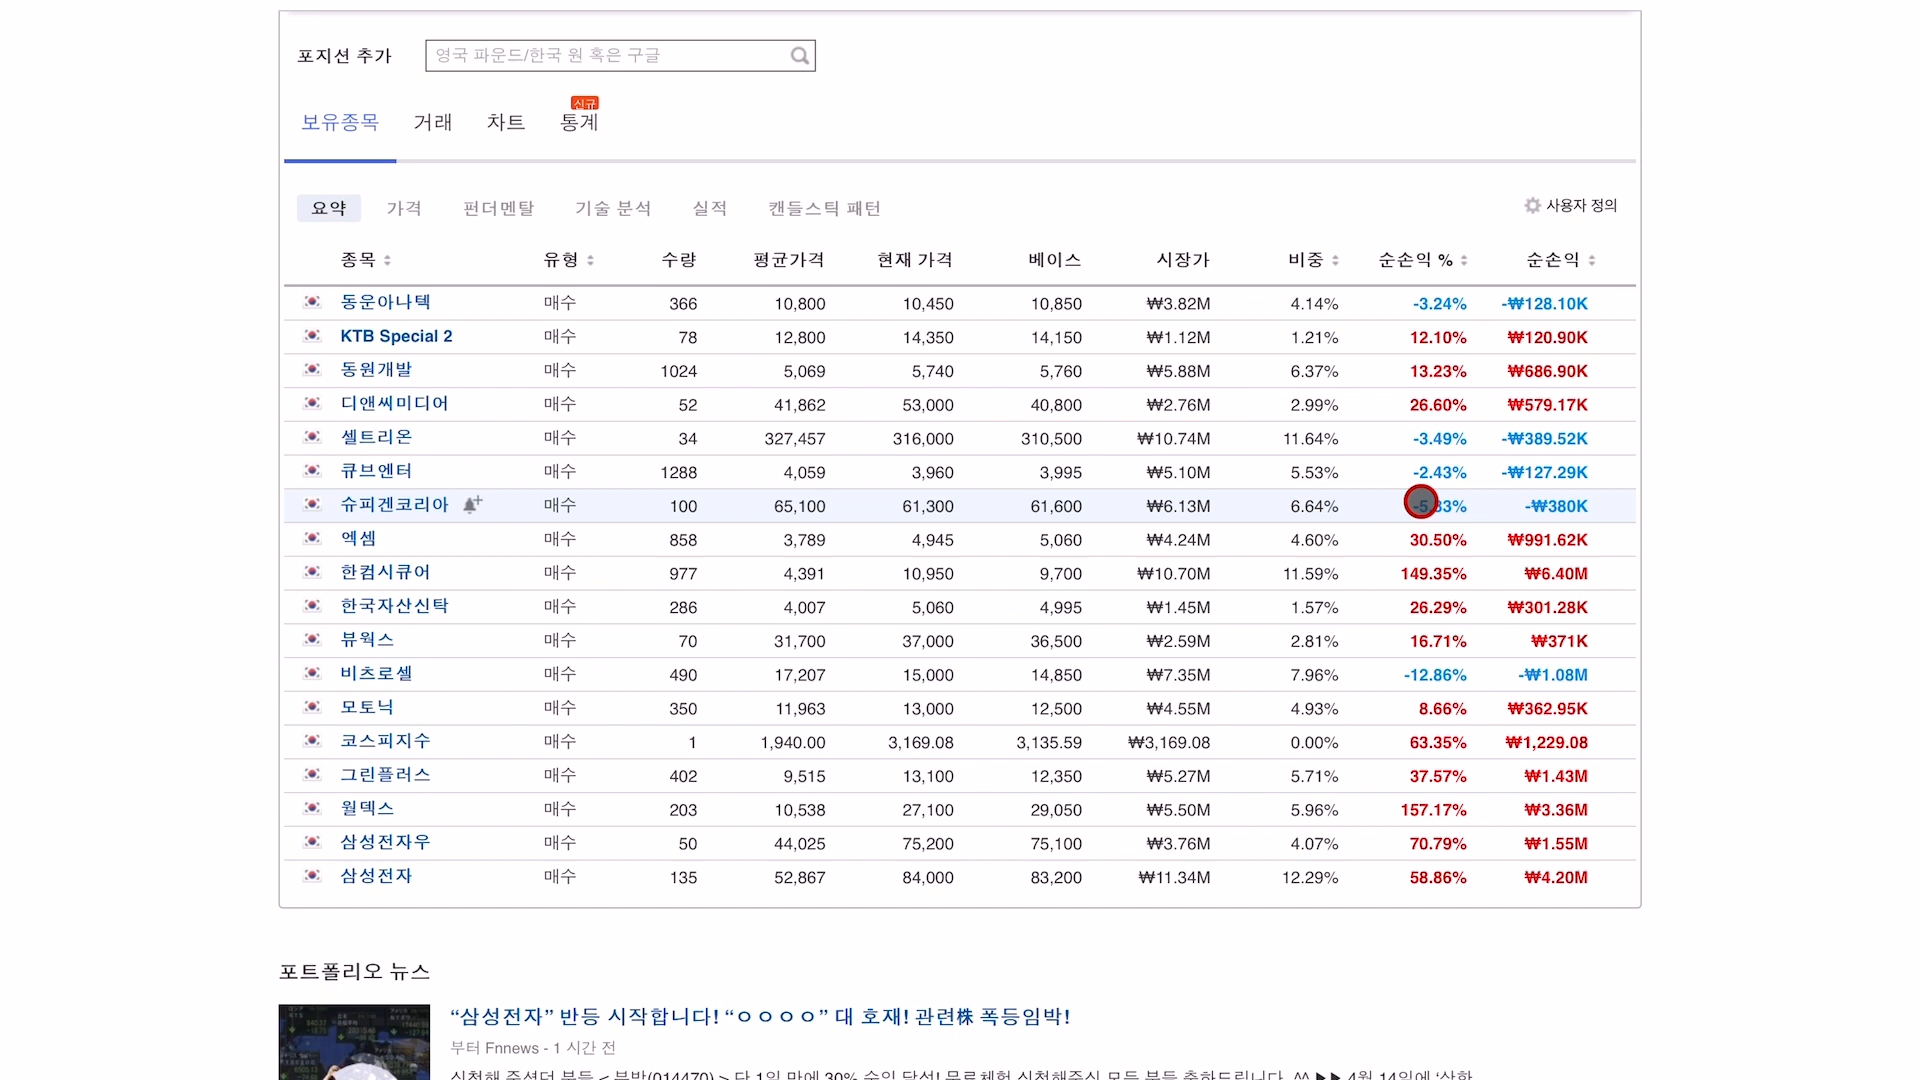 포지션 추가 영국 파운드/한국 원 혹은 구글
신규
보유종목 거래 차트 통계
요약 가격 펀더멘탈 기술 분석 실적 캔들스틱 패턴 사용자 정의
종목 유형 수량 평균가격 현재 가격 베이스 시장가 비중 순손익 % 순손익
동운아나텍 매수 366 10,800 10,450 10,850 ₩3.82M 4.14% -3.24% -₩128.10K
KTB Special 2 매수 78 12,800 14,350 14,150 ₩1.12M 1.21% 12.10% ₩120.90K
동원개발 매수 1024 5,069 5,740 5,760 ₩5.88M 6.37% 13.23% ₩686.90K
디앤씨미디어 매수 52 41,862 53,000 40,800 ₩2.76M 2.99% 26.60% ₩579.17K
셀트리온 매수 34 327,457 316,000 310,500 ₩10.74M 11.64% -3.49% -₩389.52K
큐브엔터 매수 1288 4,059 3,960 3,995 ₩5.10M 5.53% -2.43% -₩127.29K
슈피겐코리아 매수 100 65,100 61,300 61,600 ₩6.13M 6.64% -₩380K
엑셈 매수 858 3,789 4,945 5,060 ₩4.24M 4.60% 30.50% ₩991.62K
한컴시큐어 매수 977 4,391 10,950 9,700 ₩10.70M 11.59% 149.35% ₩6.40M
한국자산신탁 매수 286 4,007 5,060 4,995 ₩1.45M 1.57% 26.29% ₩301.28K
뷰웍스 매수 70 31,700 37,000 36,500 ₩2.59M 2.81% 16.71% ₩371K
비츠로셀 매수 490 17,207 15,000 14,850 ₩7.35M 7.96% -12.86% -₩1.08M
모토닉 매수 350 11,963 13,000 12,500 ₩4.55M 4.93% 8.66% ₩362.95K
코스피지수 매수 1 1,940.00 3,169.08 3,135.59 ₩3,169.08 0.00% 63.35% ₩1,229.08
그린플러스 매수 402 9,515 13,100 12,350 ₩5.27M 5.71% 37.57% ₩1.43M
월덱스 매수 203 10,538 27,100 29,050 ₩5.50M 5.96% 157.17% ₩3.36M
삼성전자우 매수 50 44,025 75,200 75,100 ₩3.76M 4.07% 70.79% ₩1.55M
삼성전자 매수 135 52,867 84,000 83,200 ₩11.34M 12.29% 58.86% ₩4.20M
포트폴리오 뉴스
“삼성전자” 반등 시작합니다! “ㅇㅇㅇㅇ” 대 호재! 관련株 폭등임박!
부터 Fnnews - 1 시간 전